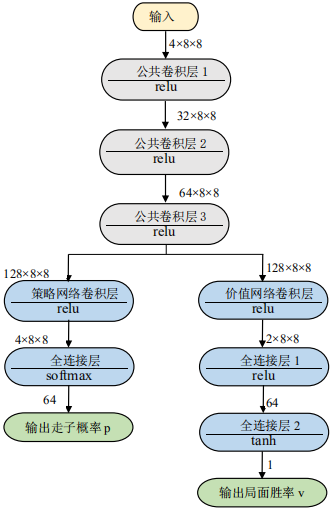 输入
4×8×8
公共卷积层 1
relu
32×8×8
公共卷积层 2
relu
64×8×8
公共卷积层 3
relu
128×8×8
128×8×8
策略网络卷积层
relu
价值网络卷积层
relu
4×8×8
2×8×8
全连接层
softmax
全连接层 1
relu
64
64
输出走子概率 p
全连接层 2
tanh
1
输出局面胜率 v